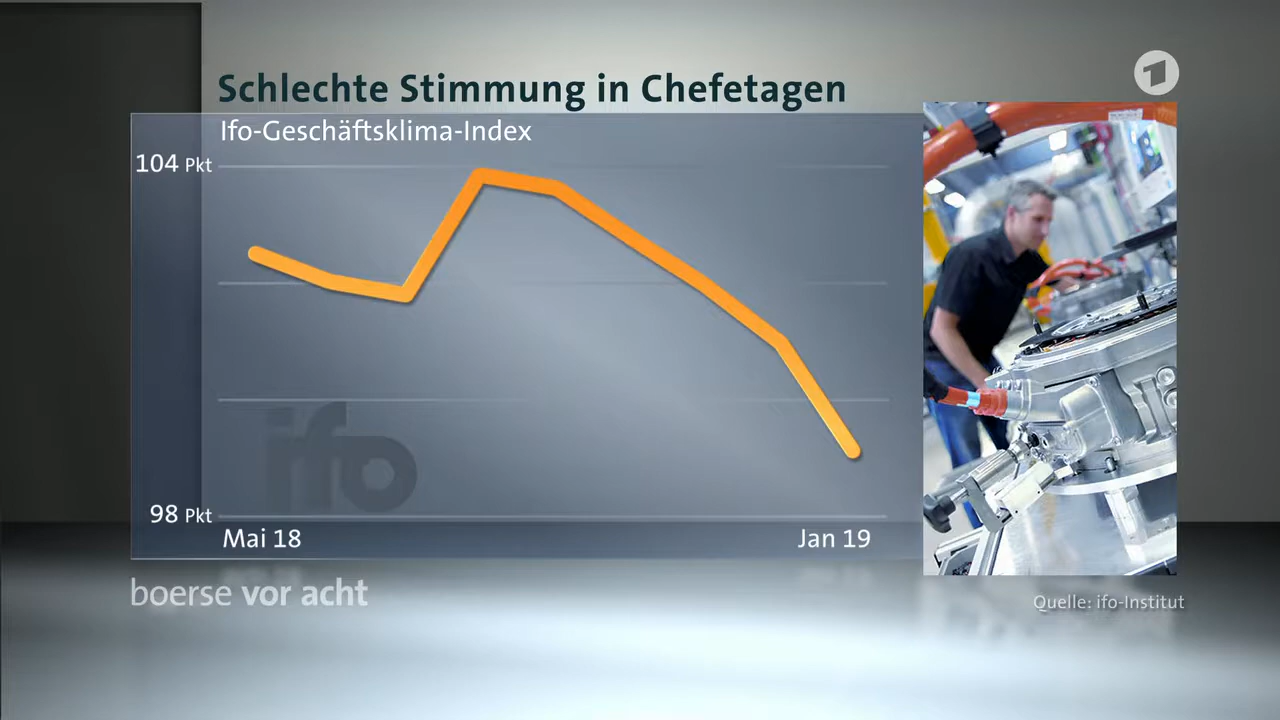 Schlechte Stimmung in Chefetagen
Ifo-Geschäftsklima-Index
104 Pkt
ifo
98 Pkt
Mai 18
Jan 19
boerse vor acht
Quelle: ifo-Institut
1